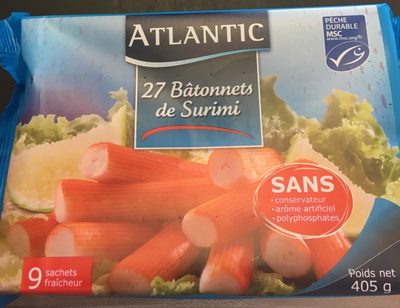 ATLANTIC
27 Bâtonnets
de Surimi
PÊCHE
DURABLE
MSC
www.msc.org/fr
SANS
• conservateur
• arôme artificiel
• polyphosphates
9 sachets
fraîcheur
Poids net
405 g